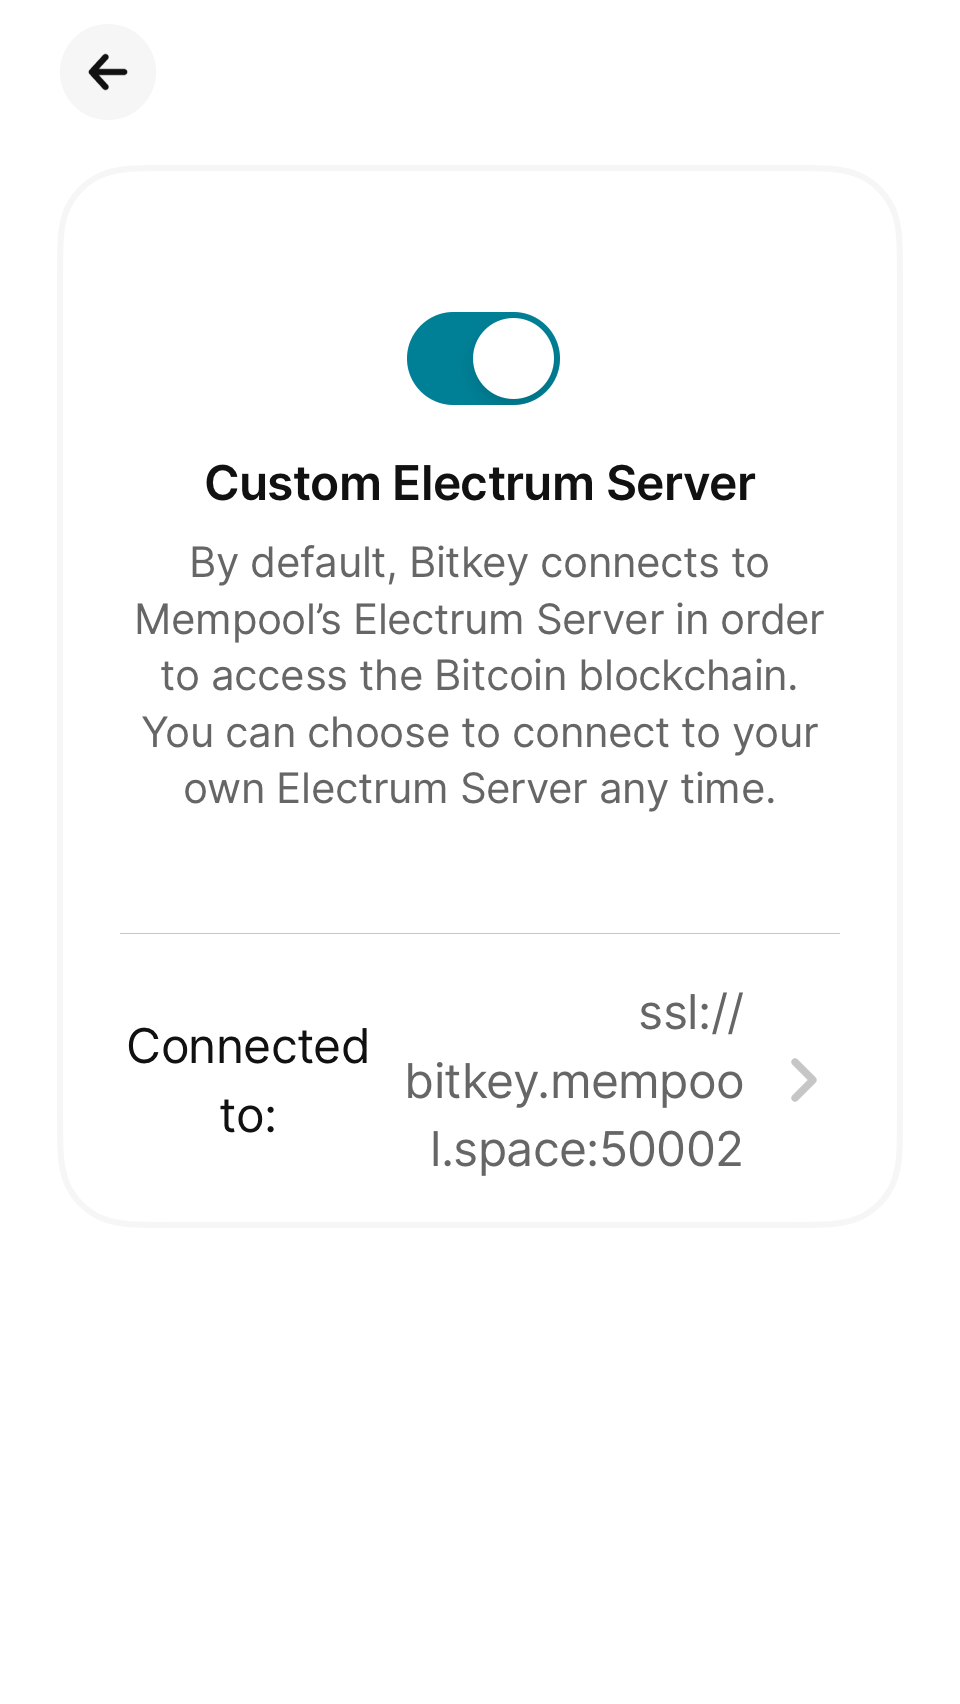 Custom Electrum Server
By default, Bitkey connects to
Mempool’s Electrum Server in order
to access the Bitcoin blockchain.
You can choose to connect to your
own Electrum Server any time.
Connected
to:
ssl://
bitkey.mempoo
l.space:50002